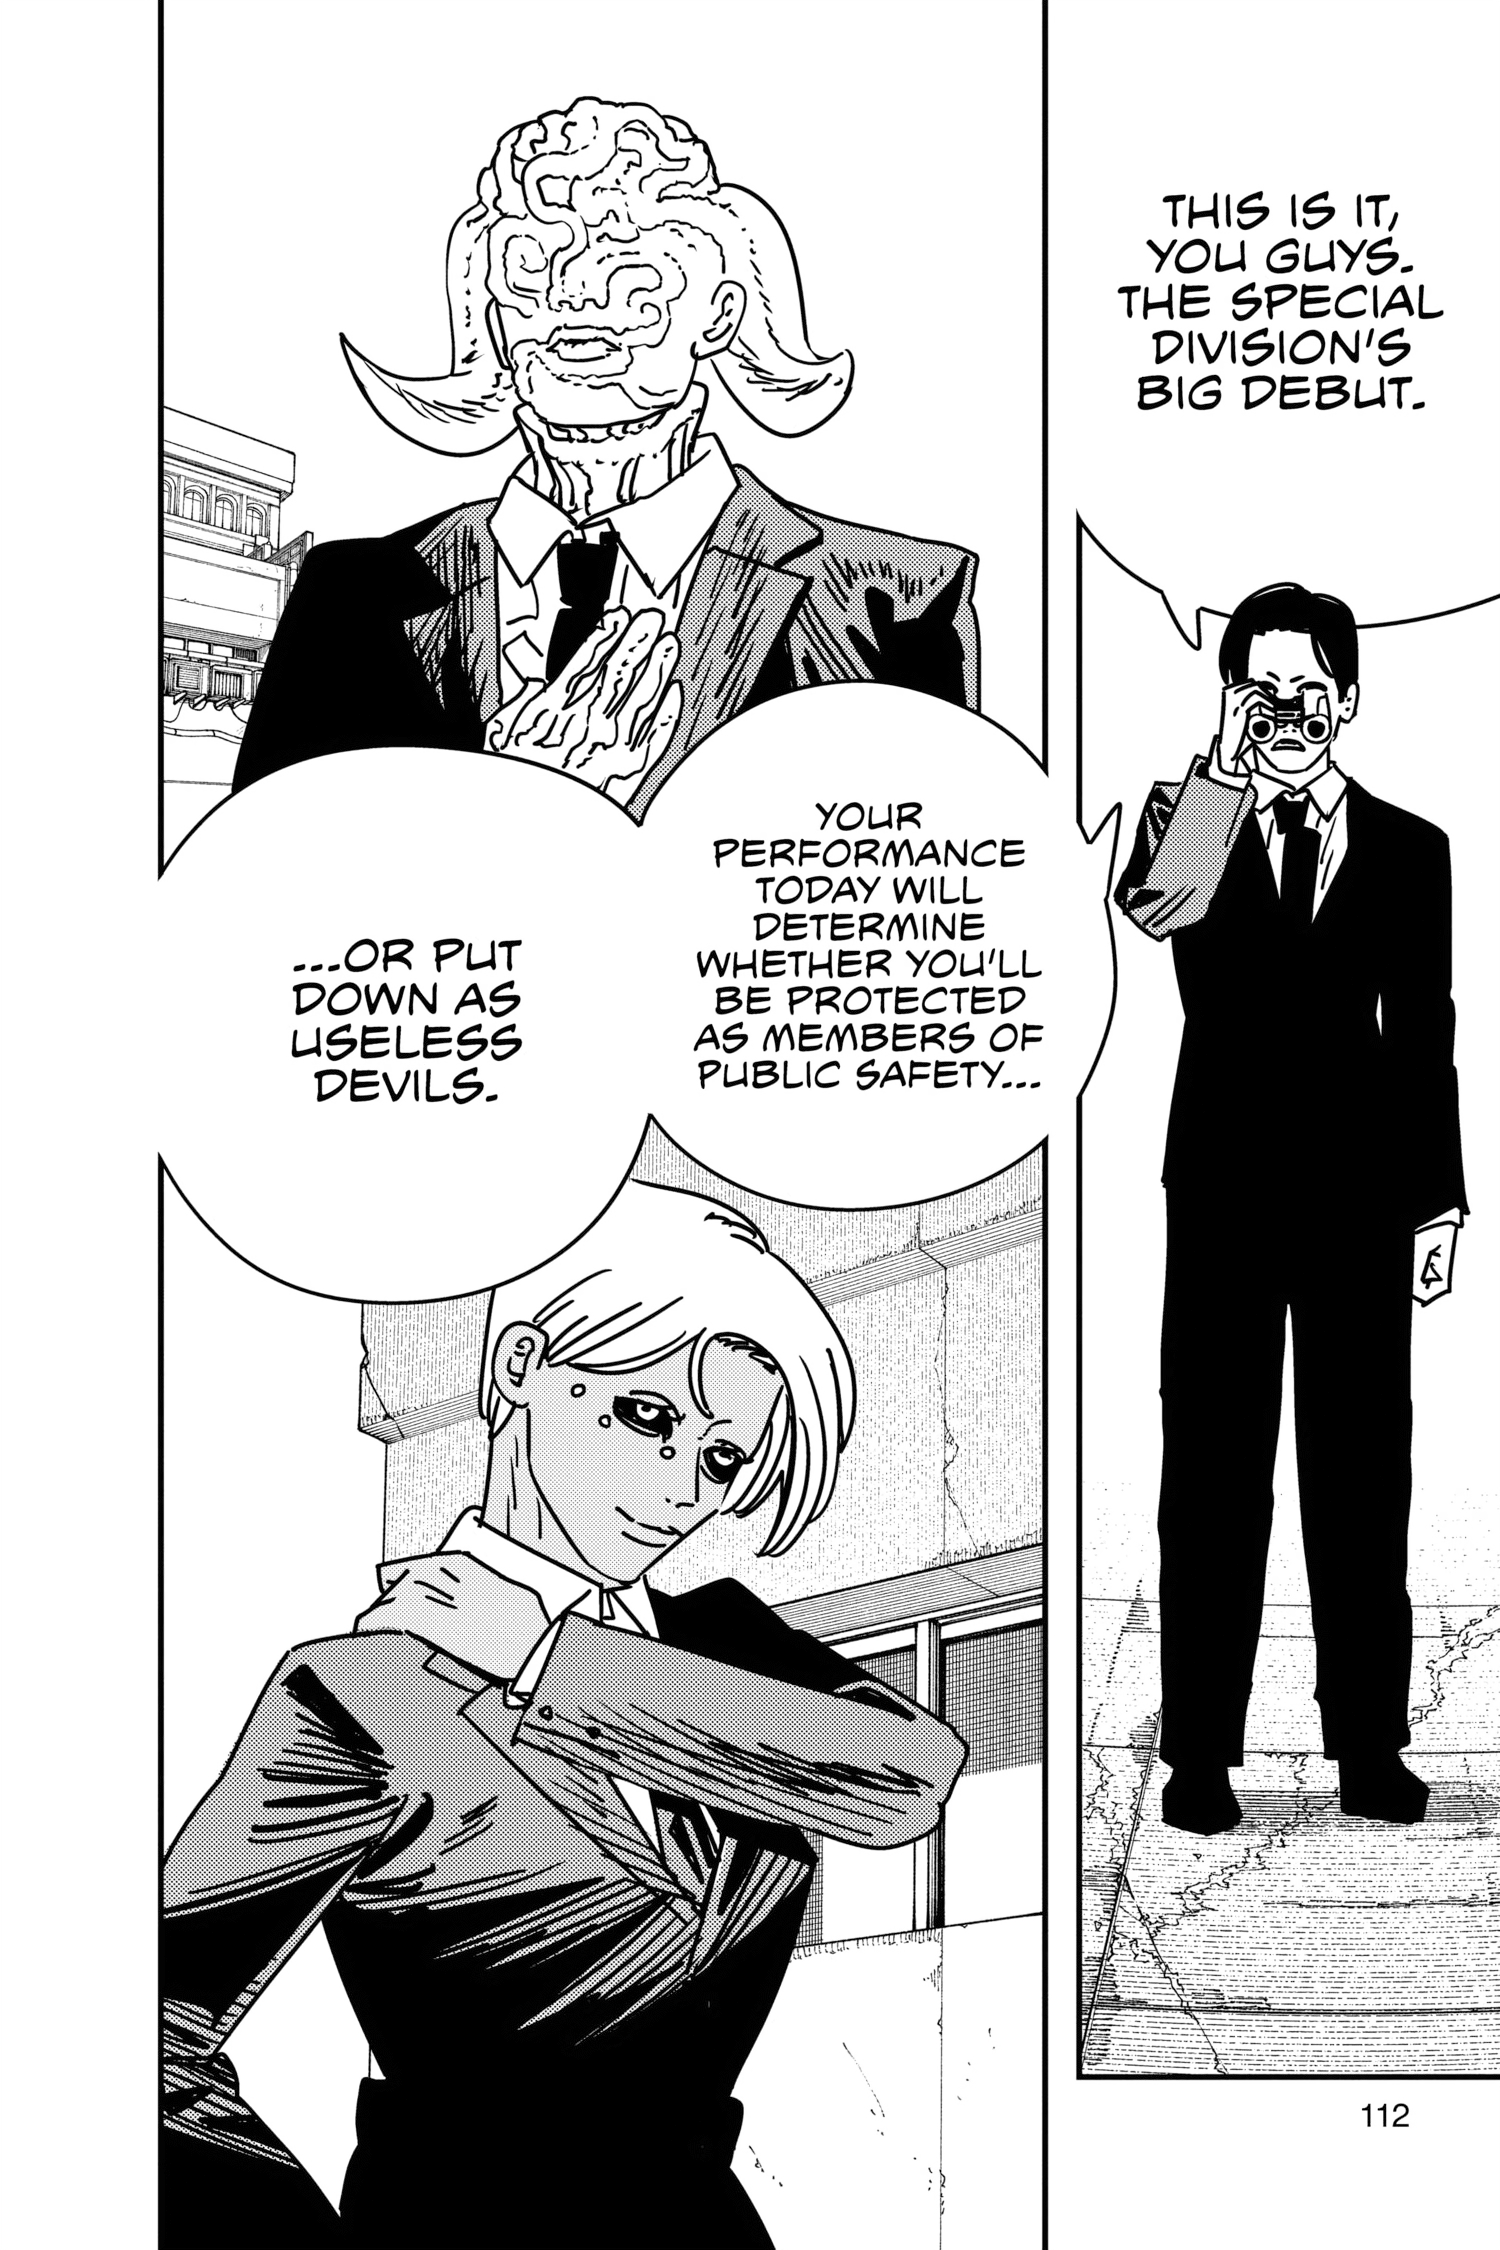 THIS IS IT,
YOU GUYS.
THE SPECIAL
DIVISION'S
BIG DEBUT.
YOUR
PERFORMANCE
TODAY WILL
DETERMINE
WHETHER YOU'LL
BE PROTECTED
AS MEMBERS OF
PUBLIC SAFETY...
...OR PUT
DOWN AS
USELESS
DEVILS.
112